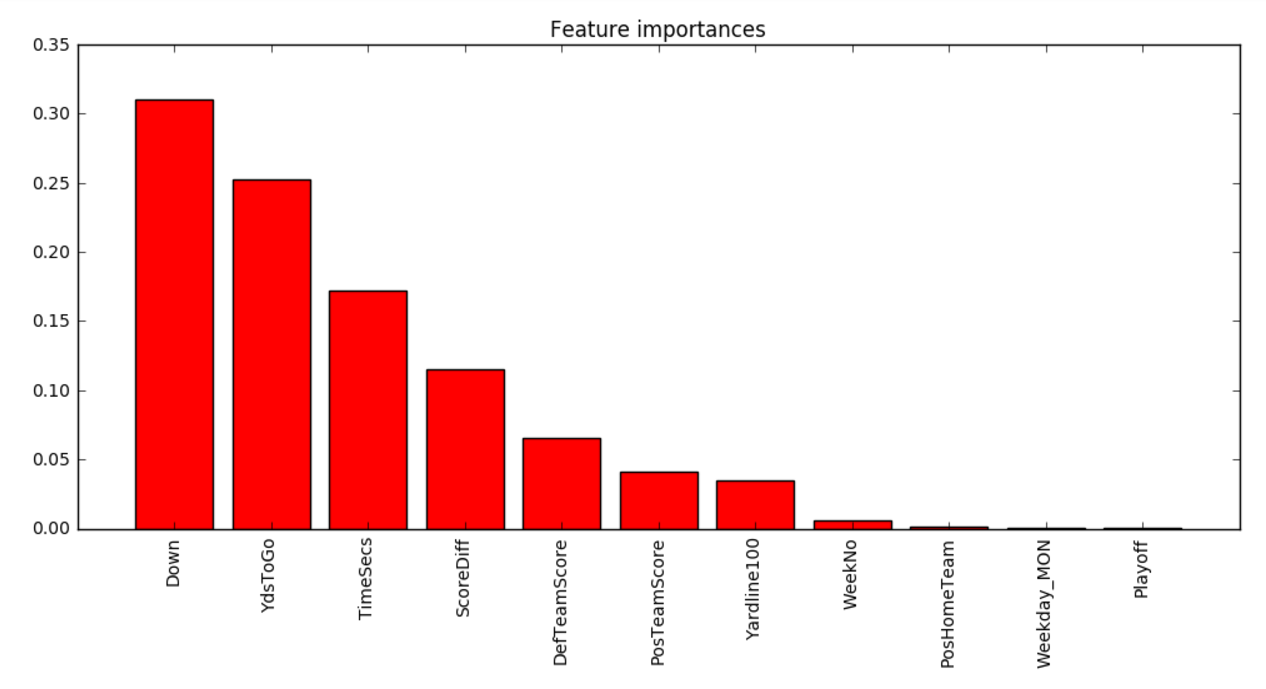 Feature importances
0.35
0.30
0.25
0.20
0.15
0.10
0.05
0.00
Down
YdsToGo
TimeSecs
ScoreDiff
DefTeamScore
PosTeamScore
Yardline100
WeekNo
PosHomeTeam
Weekday_MON
Playoff